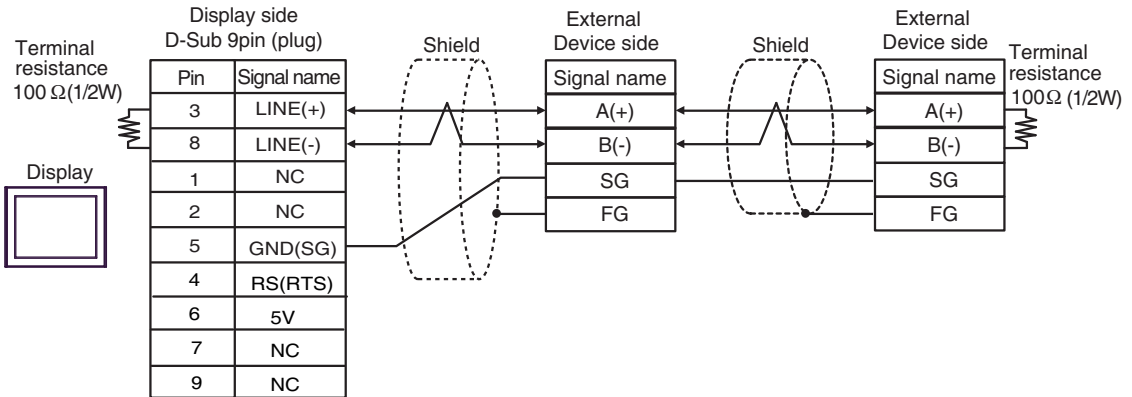 Display side
D-Sub 9pin (plug)
Terminal
resistance
100 Ω(1/2W)
Shield
External
Device side
Shield
External
Device side
Terminal
resistance
100Ω (1/2W)
Pin Signal name
3 LINE(+)
8 LINE(-)
1 NC
2 NC
5 GND(SG)
4 RS(RTS)
6 5V
7 NC
9 NC
Display
Signal name
A(+)
B(-)
SG
FG
Signal name
A(+)
B(-)
SG
FG